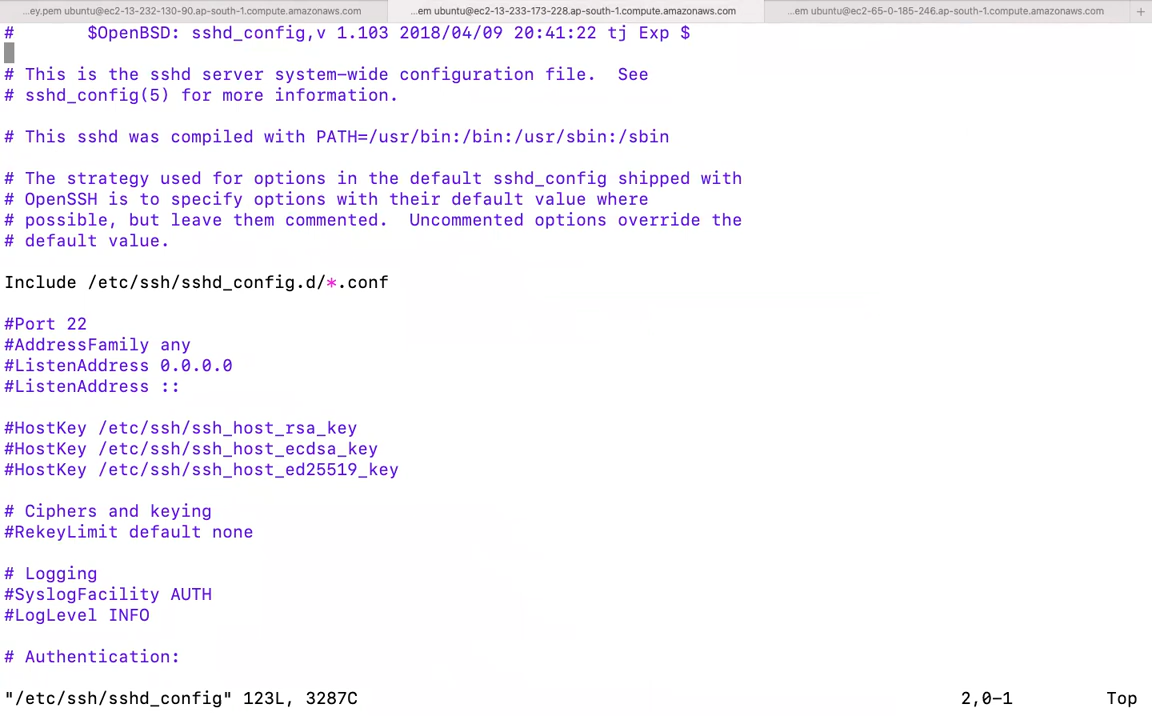 ...ey.pem ubuntu@ec2-13-232-130-90.ap-south-1.compute.amazonaws.com ...em ubuntu@ec2-13-233-173-228.ap-south-1.compute.amazonaws.com ...em ubuntu@ec2-65-0-185-246.ap-south-1.compute.amazonaws.com +
#       $OpenBSD: sshd_config,v 1.103 2018/04/09 20:41:22 tj Exp $
# This is the sshd server system-wide configuration file.  See
# sshd_config(5) for more information.
# This sshd was compiled with PATH=/usr/bin:/bin:/usr/sbin:/sbin
# The strategy used for options in the default sshd_config shipped with
# OpenSSH is to specify options with their default value where
# possible, but leave them commented.  Uncommented options override the
# default value.
Include /etc/ssh/sshd_config.d/*.conf
#Port 22
#AddressFamily any
#ListenAddress 0.0.0.0
#ListenAddress ::
#HostKey /etc/ssh/ssh_host_rsa_key
#HostKey /etc/ssh/ssh_host_ecdsa_key
#HostKey /etc/ssh/ssh_host_ed25519_key
# Ciphers and keying
#RekeyLimit default none
# Logging
#SyslogFacility AUTH
#LogLevel INFO
# Authentication:
"/etc/ssh/sshd_config" 123L, 3287C 2,0-1 Top